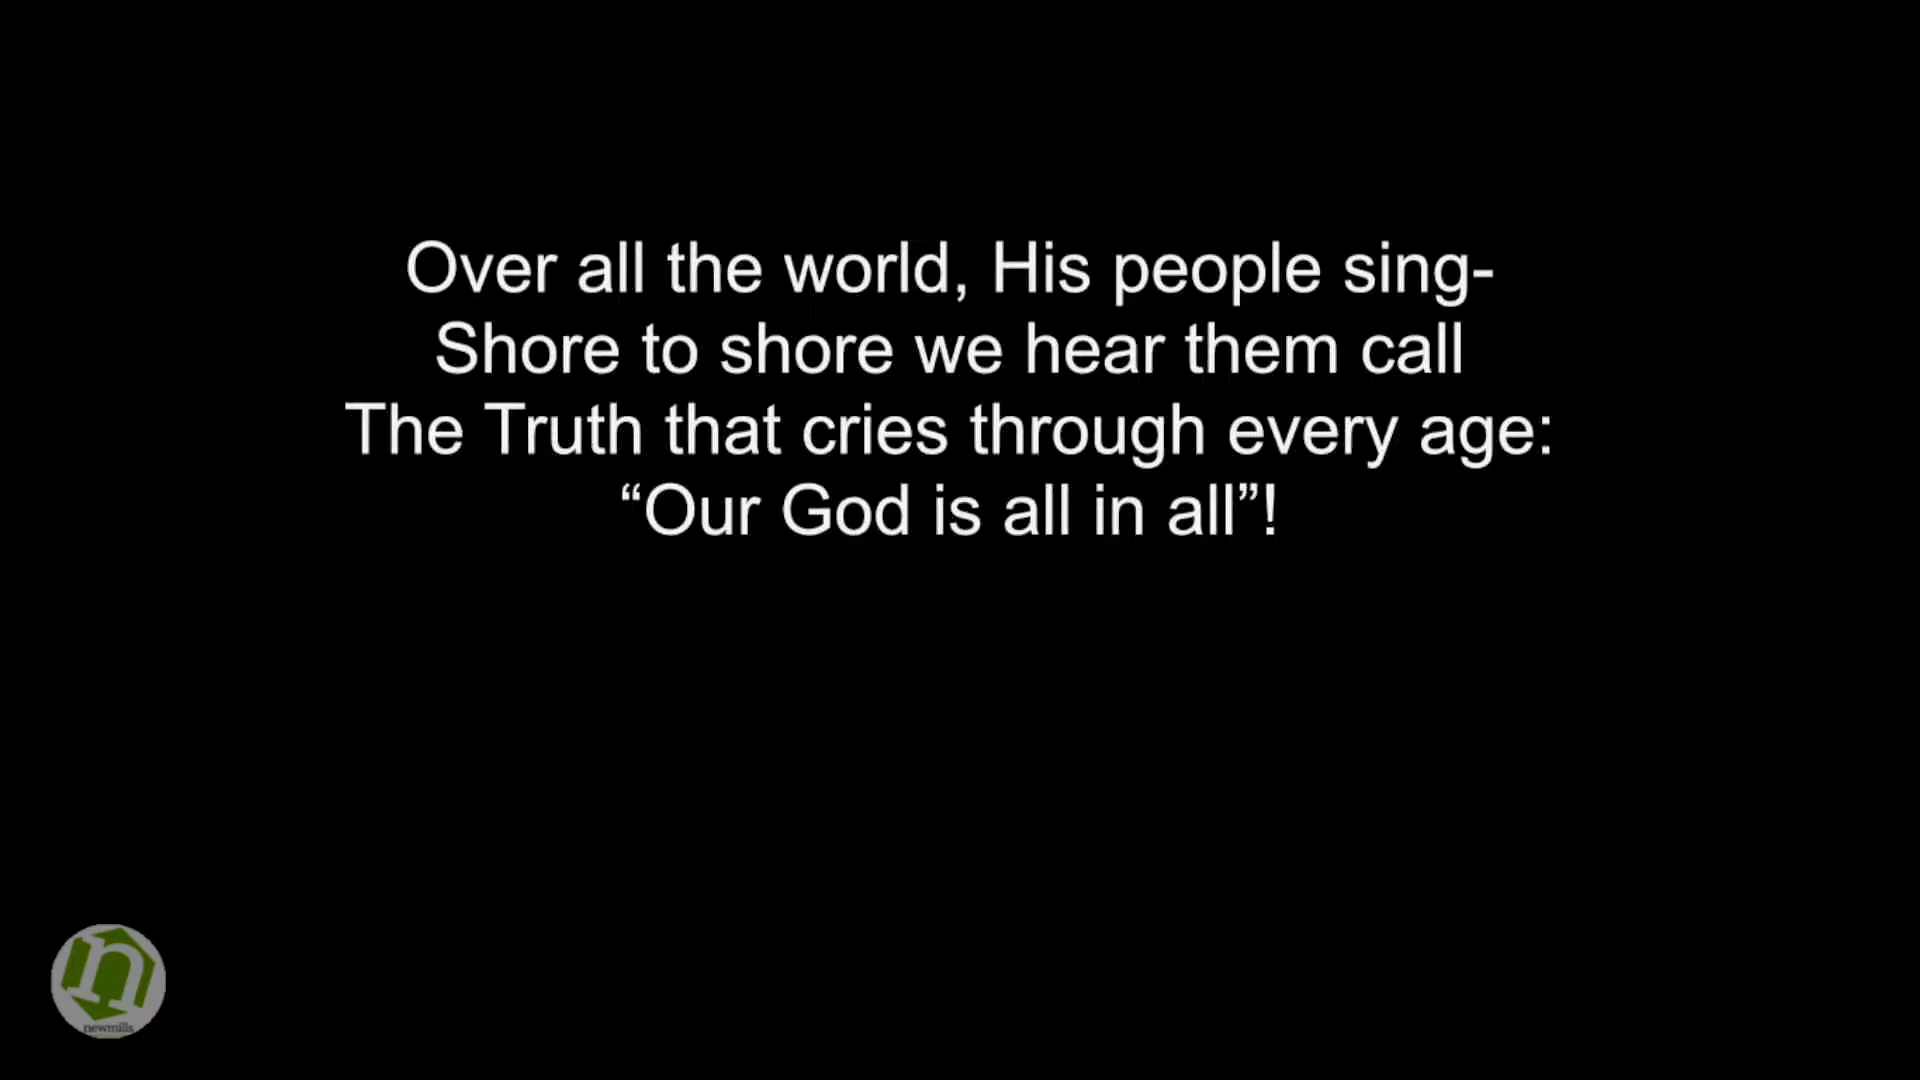 Over all the world, His people sing-
Shore to shore we hear them call
The Truth that cries through every age:
“Our God is all in all”!
n
newmills